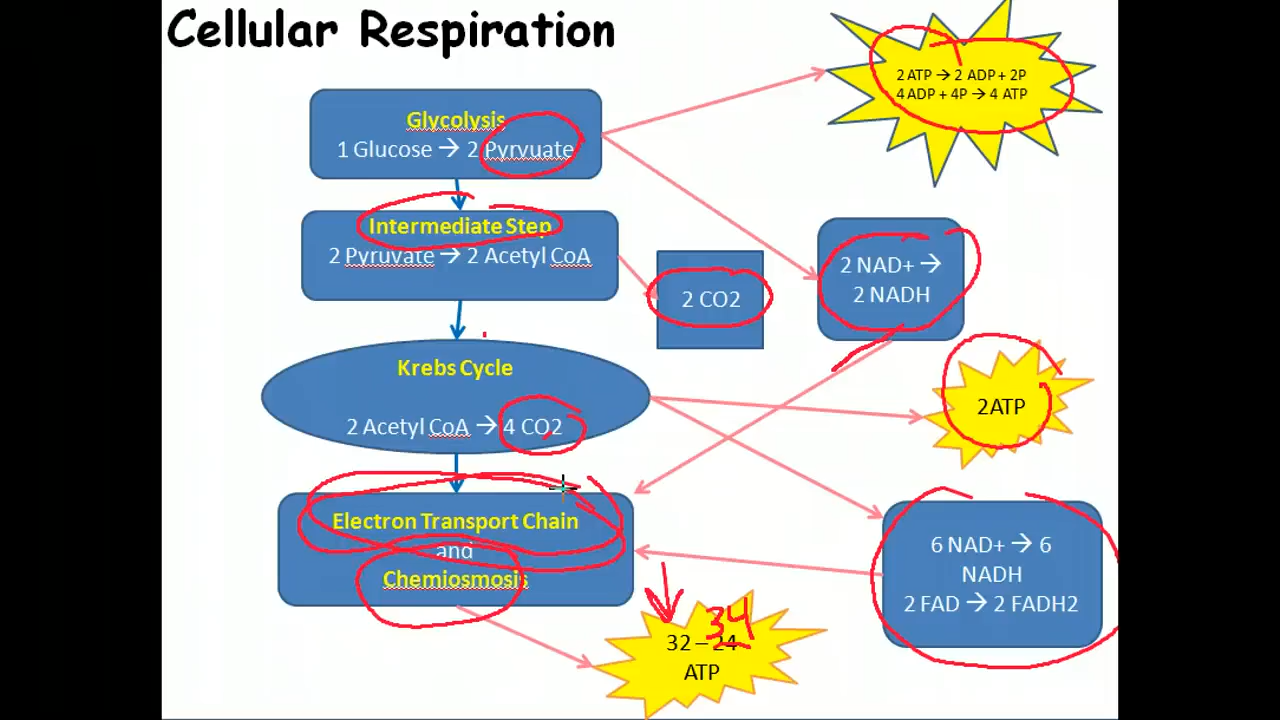 Cellular Respiration
2 ATP → 2 ADP + 2P
4 ADP + 4P → 4 ATP
Glycolysis
1 Glucose → 2 Pyrvuate
Intermediate Step
2 Pyruvate → 2 Acetyl CoA
2 CO2
2 NAD+ →
2 NADH
Krebs Cycle
2 Acetyl CoA → 4 CO2
2ATP
Electron Transport Chain
and
Chemiosmosis
6 NAD+ → 6
NADH
2 FAD → 2 FADH2
34
32 – 24
ATP